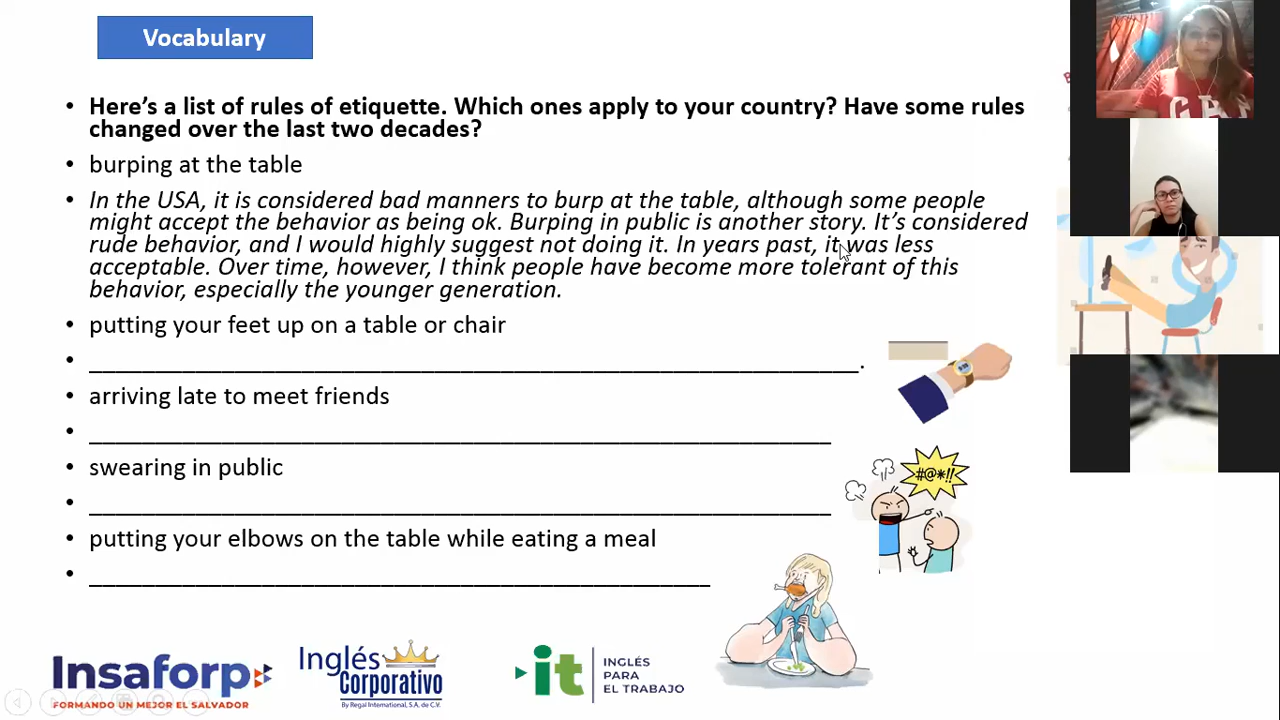 Vocabulary
• Here's a list of rules of etiquette. Which ones apply to your country? Have some rules
changed over the last two decades?
• burping at the table
• In the USA, it is considered bad manners to burp at the table, although some people
might accept the behavior as being ok. Burping in public is another story. It's considered
rude behavior, and I would highly suggest not doing it. In years past, it was less
acceptable. Over time, however, I think people have become more tolerant of this
behavior, especially the younger generation.
• putting your feet up on a table or chair
• ____________________________________________________________.
• arriving late to meet friends
• __________________________________________________________
• swearing in public
• __________________________________________________________
#@*!!
• putting your elbows on the table while eating a meal
• ________________________________________________
Insaforp
FORMANDO UN MEJOR EL SALVADOR
Inglés
Corporativo
By Regal International, S.A. de C.V.
it
INGLÉS
PARA
EL TRABAJO